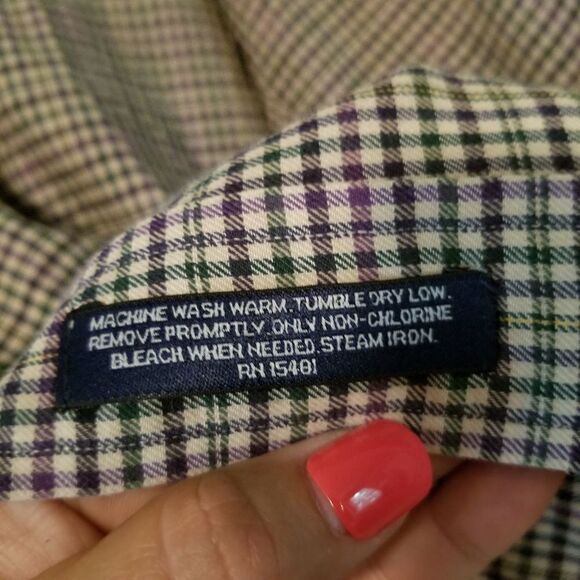 MACHINE WASH WARM.TUMBLE DRY LOW.
REMOVE PROMPTLY.ONLY NON-CHLORINE
BLEACH WHEN NEEDED.STEAM IRON.
RN 15401